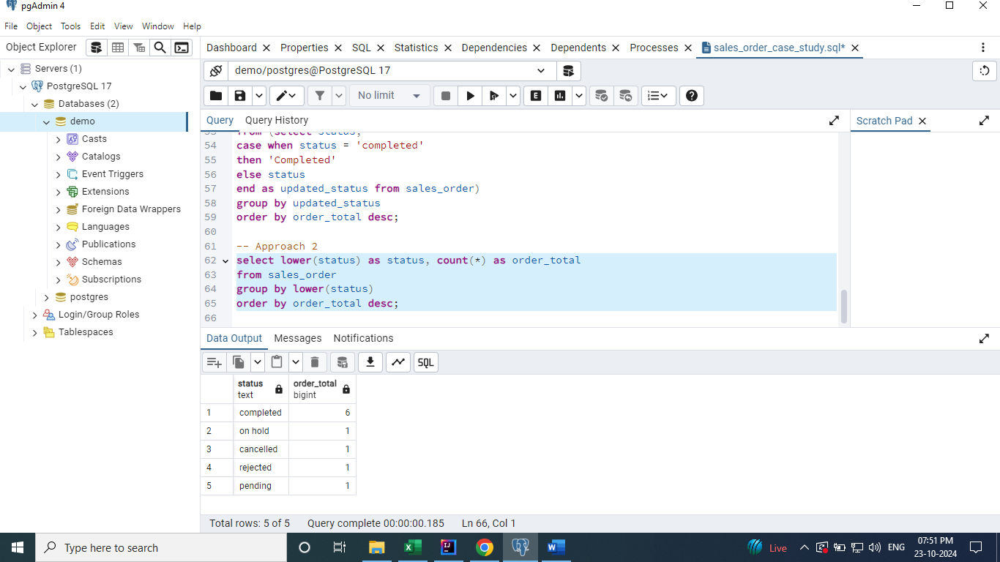 pgAdmin 4
File Object Tools Edit View Window Help
Object Explorer
Dashboard Properties SQL Statistics Dependencies Dependents Processes sales_order_case_study.sql*
Servers (1)
PostgreSQL 17
Databases (2)
demo
Casts
Catalogs
Event Triggers
Extensions
Foreign Data Wrappers
Languages
Publications
Schemas
Subscriptions
postgres
Login/Group Roles
Tablespaces
demo/postgres@PostgreSQL 17
No limit
E
Query Query History
Scratch Pad
53 from (select status,
54 case when status = 'completed'
55 then 'Completed'
56 else status
57 end as updated_status from sales_order)
58 group by updated_status
59 order by order_total desc;
60
61 -- Approach 2
62 select lower(status) as status, count(*) as order_total
63 from sales_order
64 group by lower(status)
65 order by order_total desc;
66
Data Output Messages Notifications
SQL
status text order_total bigint
1 completed 6
2 on hold 1
3 cancelled 1
4 rejected 1
5 pending 1
Total rows: 5 of 5 Query complete 00:00:00.185 Ln 66, Col 1
Type here to search
Live
ENG
07:51 PM
23-10-2024